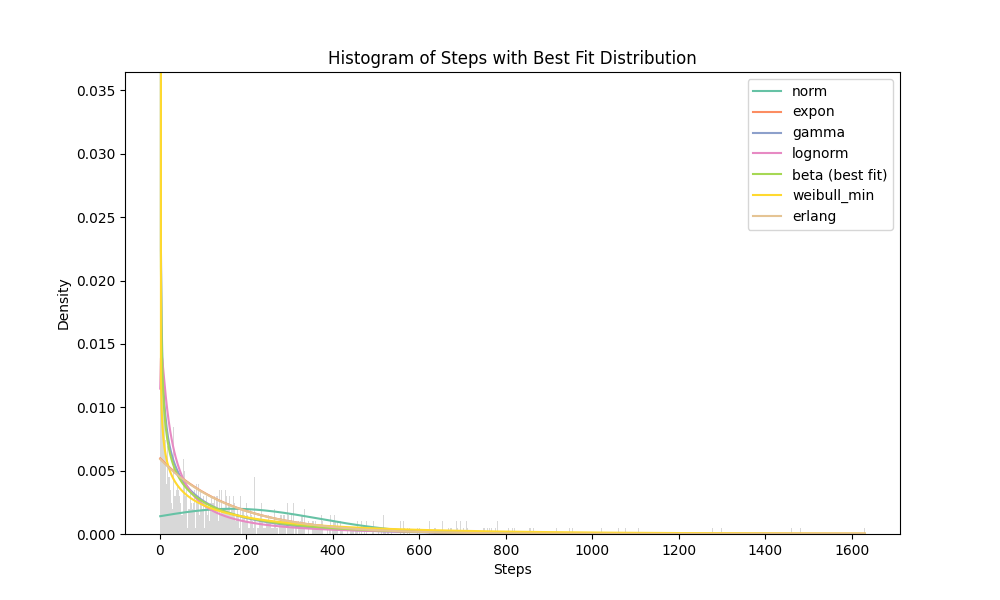 Histogram of Steps with Best Fit Distribution
norm
expon
gamma
lognorm
beta (best fit)
weibull_min
erlang
Density
0.035
0.030
0.025
0.020
0.015
0.010
0.005
0.000
0 200 400 600 800 1000 1200 1400 1600
Steps